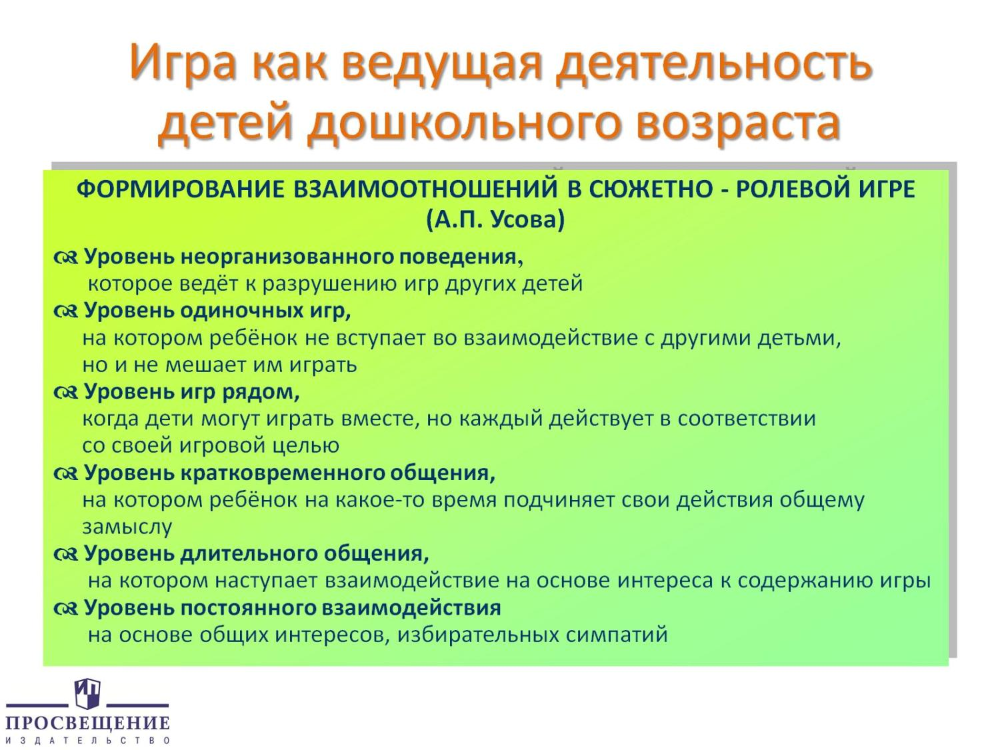 Игра как ведущая деятельность
детей дошкольного возраста
ФОРМИРОВАНИЕ ВЗАИМООТНОШЕНИЙ В СЮЖЕТНО - РОЛЕВОЙ ИГРЕ
(А.П. Усова)
Уровень неорганизованного поведения,
которое ведёт к разрушению игр других детей
Уровень одиночных игр,
на котором ребёнок не вступает во взаимодействие с другими детьми,
но и не мешает им играть
Уровень игр рядом,
когда дети могут играть вместе, но каждый действует в соответствии
со своей игровой целью
Уровень кратковременного общения,
на котором ребёнок на какое-то время подчиняет свои действия общему
замыслу
Уровень длительного общения,
на котором наступает взаимодействие на основе интереса к содержанию игры
Уровень постоянного взаимодействия
на основе общих интересов, избирательных симпатий
ИП
ПРОСВЕЩЕНИЕ
ИЗДАТЕЛЬСТВО